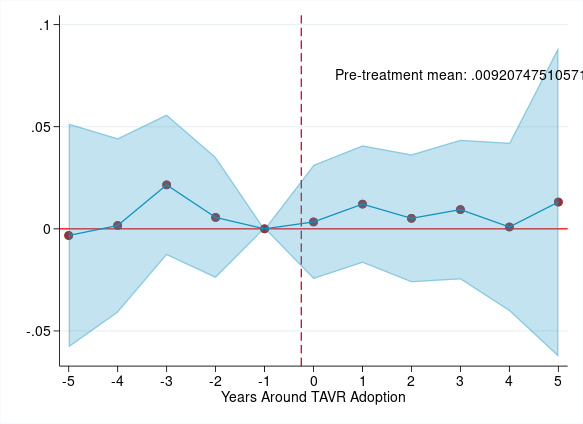 .1
Pre-treatment mean: .00920747510571
.05
0
-.05
-5 -4 -3 -2 -1 0 1 2 3 4 5
Years Around TAVR Adoption